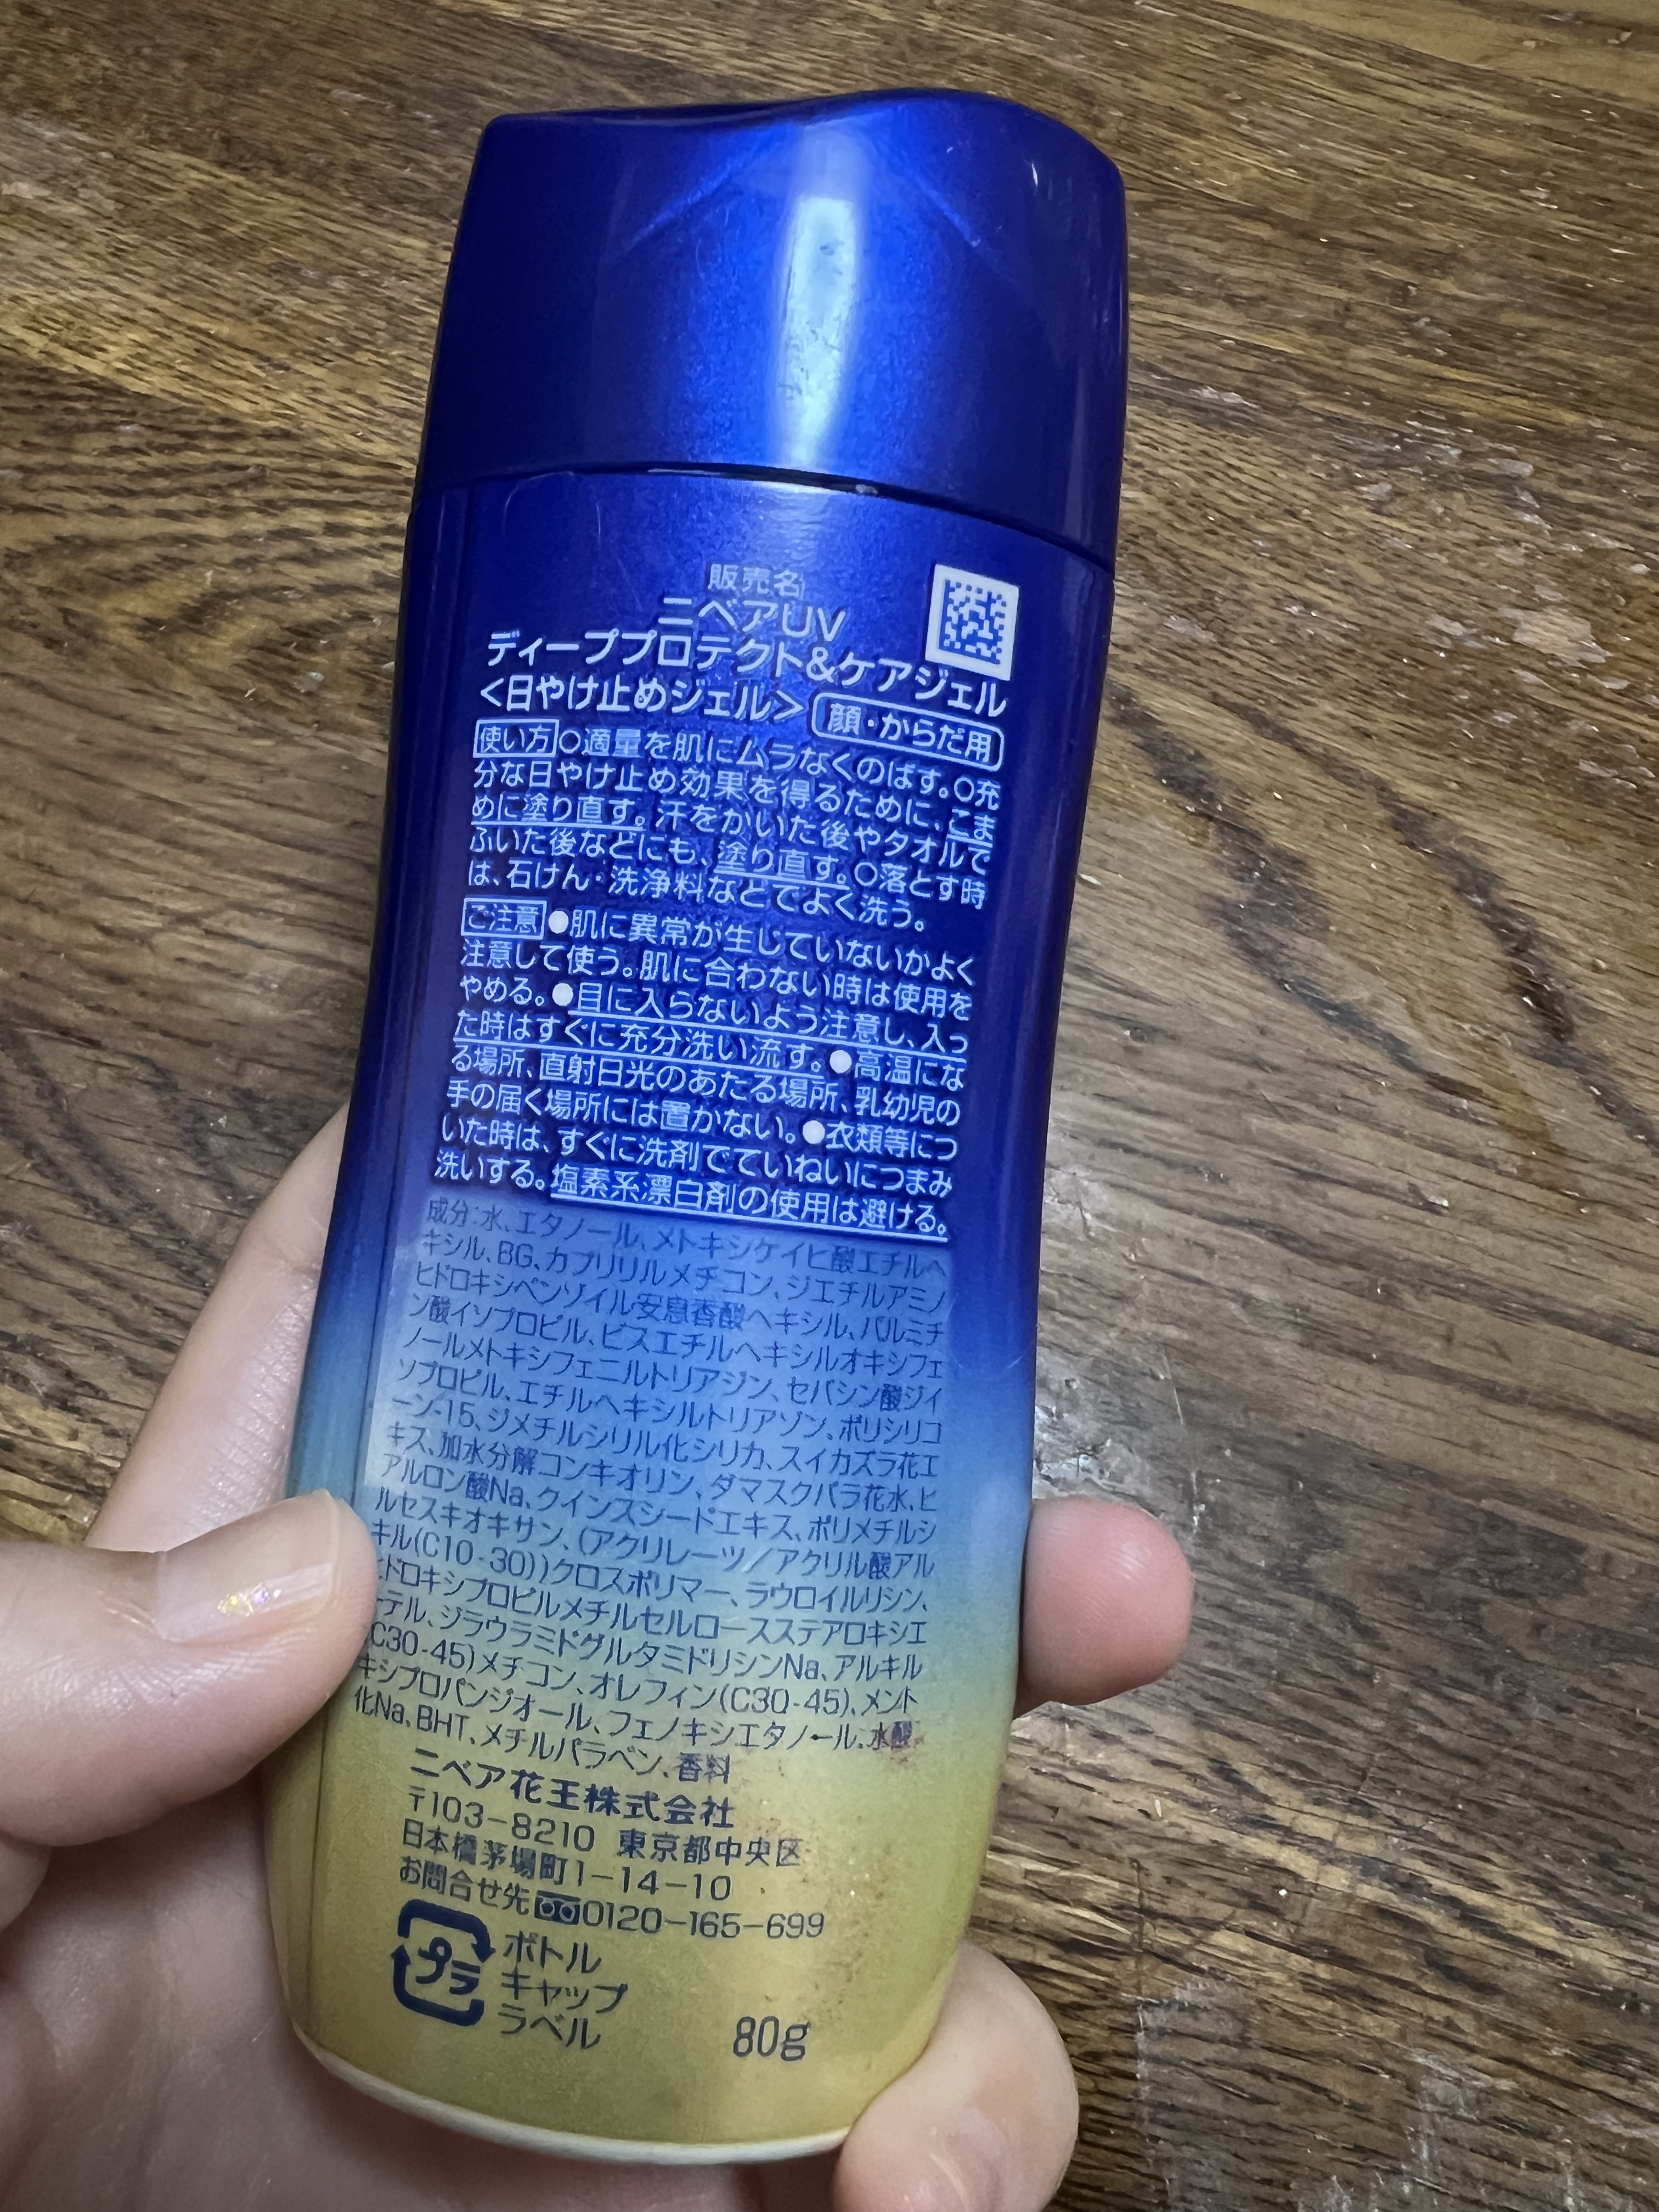 販売名
ニベアUV
ディーププロテクト&ケアジェル
<日やけ止めジェル> 顔・からだ用
使い方 ○適量を肌にムラなくのばす。○充
分な日やけ止め効果を得るために、こま
めに塗り直す。汗をかいた後やタオルで
ふいた後などにも、塗り直す。○落とす時
は、石けん・洗浄料などでよく洗う。
ご注意 ●肌に異常が生じていないかよく
注意して使う。肌に合わない時は使用を
やめる。●目に入らないよう注意し、入っ
た時はすぐに充分洗い流す。●高温にな
る場所、直射日光のあたる場所、乳幼児の
手の届く場所には置かない。●衣類等につ
いた時は、すぐに洗剤でていねいにつまみ
洗いする。塩素系漂白剤の使用は避ける。
成分:水、エタノール、メトキシケイヒ酸エチルヘ
キシル、BG、カプリリルメチコン、ジエチルアミノ
ヒドロキシベンゾイル安息香酸ヘキシル、パルミチ
ン酸イソプロピル、ビスエチルヘキシルオキシフェ
ノールメトキシフェニルトリアジン、セバシン酸ジイ
ソプロピル、エチルヘキシルトリアゾン、ポリシリコ
ーン-15、ジメチルシリル化シリカ、スイカズラ花エ
キス、加水分解コンキオリン、ダマスクバラ花水、ヒ
アルロン酸Na、クインスシードエキス、ポリメチルシ
ルセスキオキサン、(アクリレーツ/アクリル酸アル
キル(C10-30))クロスポリマー、ラウロイルリシン、
ヒドロキシプロピルメチルセルロースステアロキシエ
ーテル、ジラウラミドグルタミドリシンNa、アルキル
(C30-45)メチコン、オレフィン(C30-45)、メント
キシプロパンジオール、フェノキシエタノール、水酸
化Na、BHT、メチルパラベン、香料
ニベア花王株式会社
〒103-8210 東京都中央区
日本橋茅場町1-14-10
お問合せ先 0120-165-699
プラ ボトル
キャップ
ラベル
80g